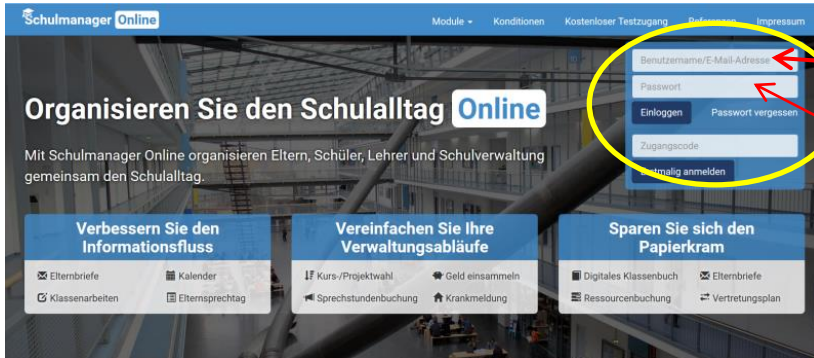 Schulmanager Online
Module Konditionen Kostenloser Testzugang Referenzen Impressum
Benutzername/E-Mail-Adresse
Passwort
Einloggen Passwort vergessen
Zugangscode
Erstmalig anmelden
Organisieren Sie den Schulalltag Online
Mit Schulmanager Online organisieren Eltern, Schüler, Lehrer und Schulverwaltung
gemeinsam den Schulalltag.
Verbessern Sie den
Informationsfluss
Elternbriefe Kalender
Klassenarbeiten Elternsprechtag
Vereinfachen Sie Ihre
Verwaltungsabläufe
Kurs-/Projektwahl Geld einsammeln
Sprechstundenbuchung Krankmeldung
Sparen Sie sich den
Papierkram
Digitales Klassenbuch Elternbriefe
Ressourcenbuchung Vertretungsplan